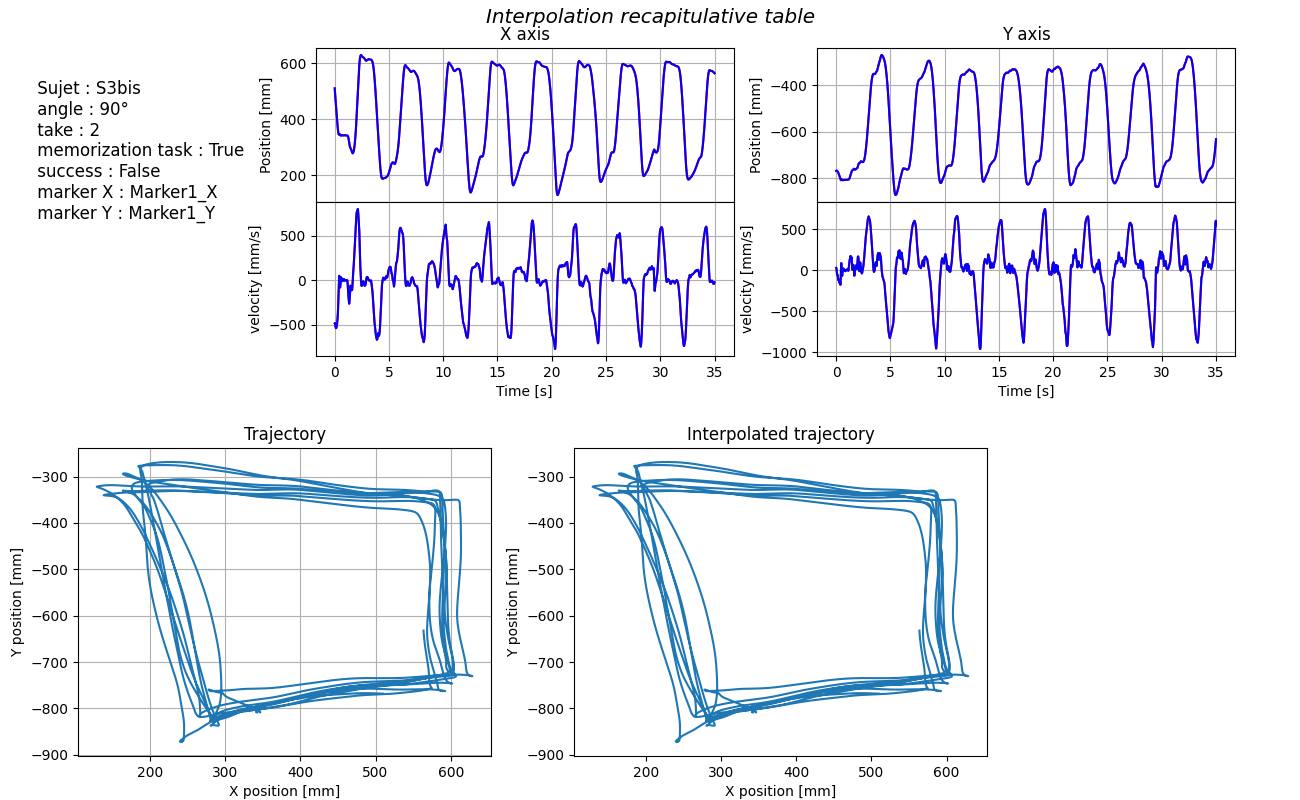 Interpolation recapitulative table
Sujet : S3bis
angle : 90°
take : 2
memorization task : True
success : False
marker X : Marker1_X
marker Y : Marker1_Y
X axis
Position [mm]
600
400
200
velocity [mm/s]
500
0
−500
0 5 10 15 20 25 30 35
Time [s]
Y axis
Position [mm]
−400
−600
−800
velocity [mm/s]
500
0
−500
−1000
0 5 10 15 20 25 30 35
Time [s]
Trajectory
Y position [mm]
−300
−400
−500
−600
−700
−800
−900
200 300 400 500 600
X position [mm]
Interpolated trajectory
Y position [mm]
−300
−400
−500
−600
−700
−800
−900
200 300 400 500 600
X position [mm]